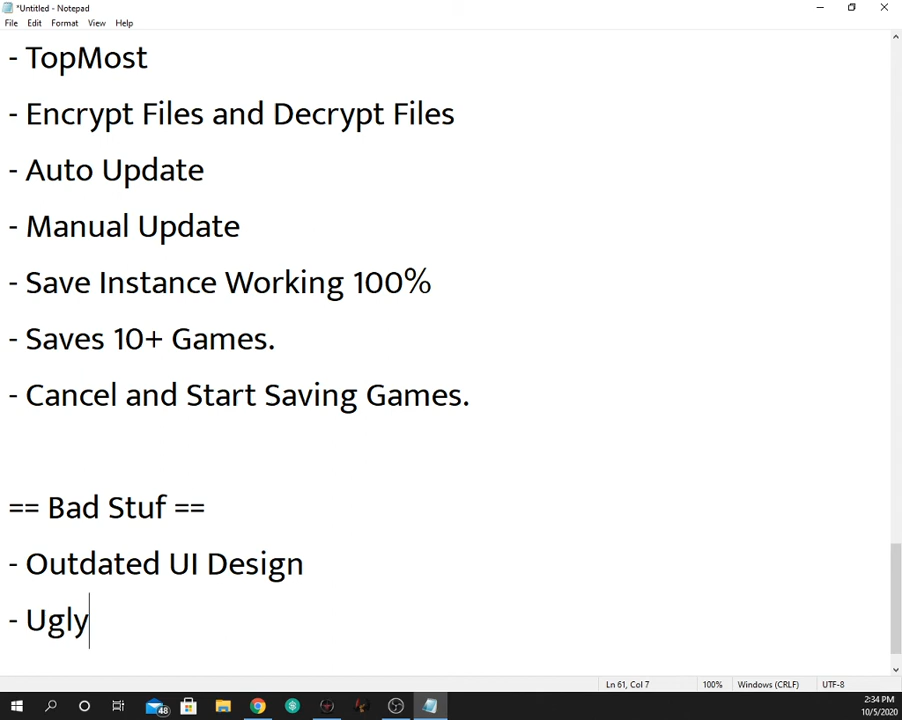 *Untitled - Notepad
File Edit Format View Help
- TopMost
- Encrypt Files and Decrypt Files
- Auto Update
- Manual Update
- Save Instance Working 100%
- Saves 10+ Games.
- Cancel and Start Saving Games.
== Bad Stuf ==
- Outdated UI Design
- Ugly
Ln 61, Col 7 100% Windows (CRLF) UTF-8
48
2:34 PM
10/5/2020